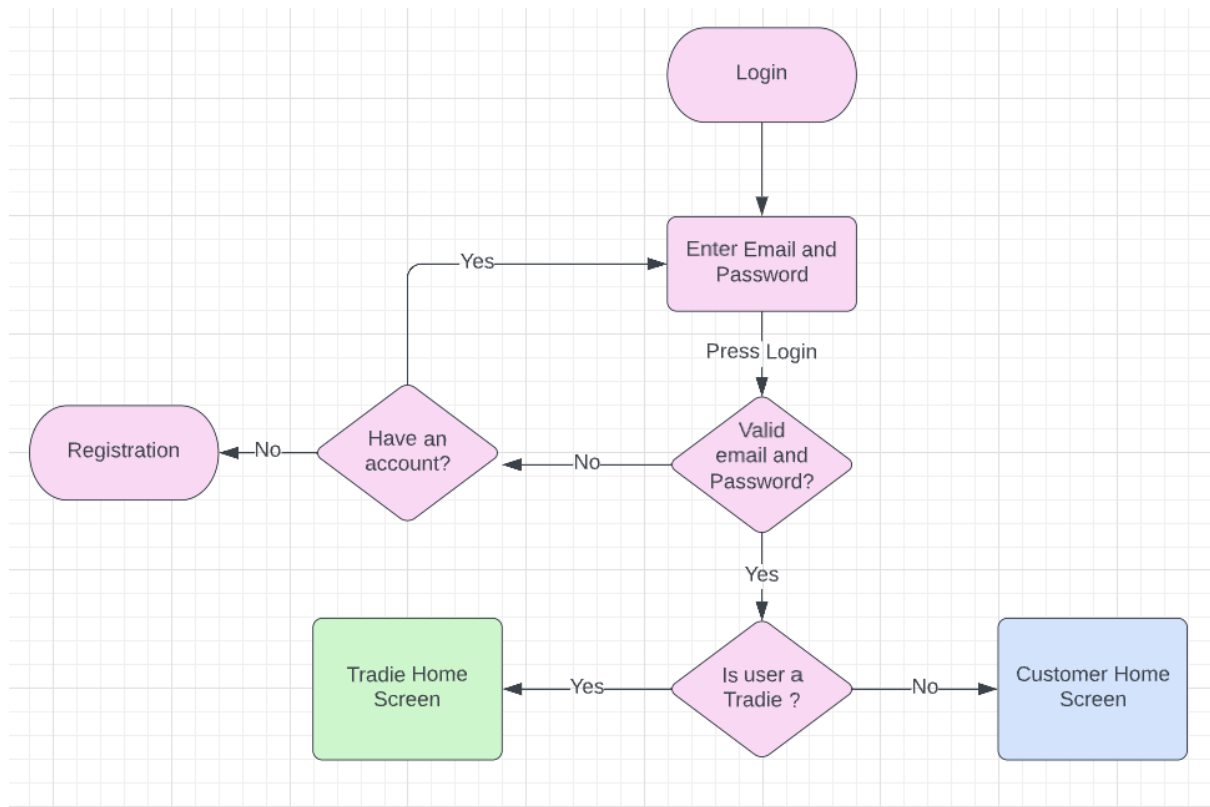 Login
Enter Email and
Password
Yes
Press Login
Valid
email and
Password?
Have an
account?
Registration
No
No
Yes
Tradie Home
Screen
Yes
Is user a
Tradie ?
No
Customer Home
Screen